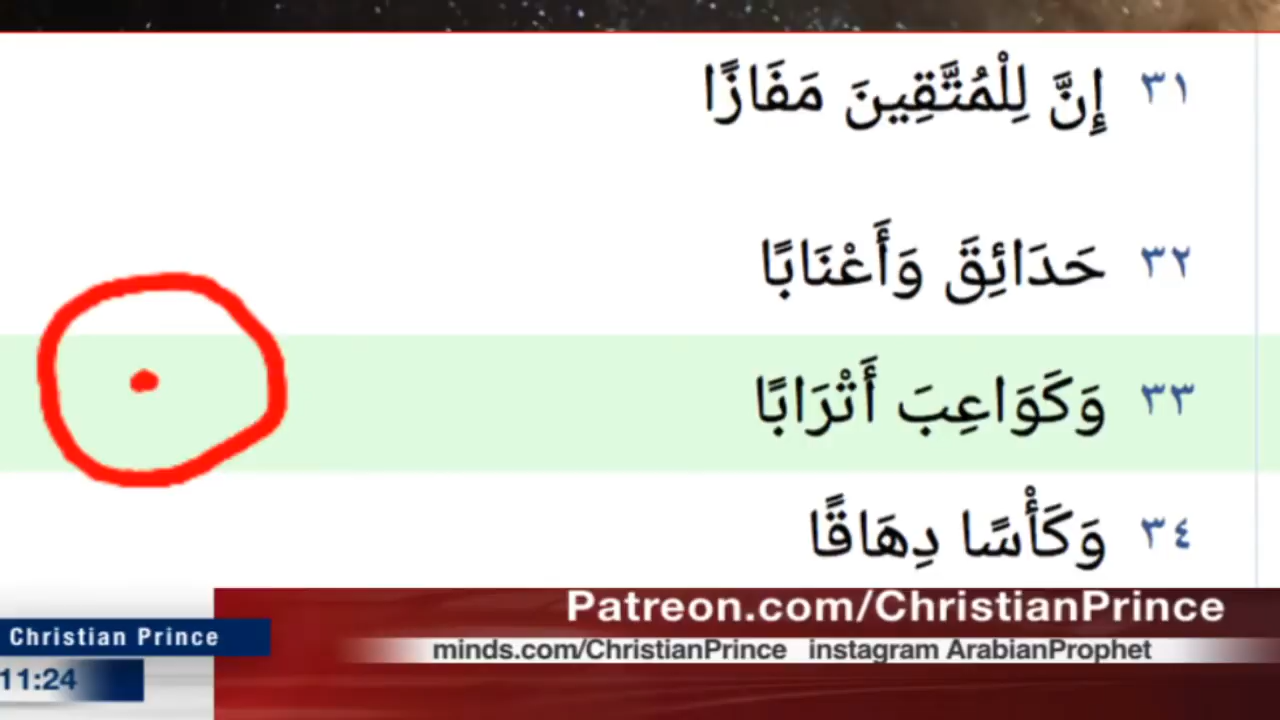 ٣١ إِنَّ لِلْمُتَّقِينَ مَفَازًا
٣٢ حَدَائِقَ وَأَعْنَابًا
٣٣ وَكَوَاعِبَ أَتْرَابًا
٣٤ وَكَأْسًا دِهَاقًا
Patreon.com/ChristianPrince
Christian Prince
minds.com/ChristianPrince instagram ArabianProphet
11:24